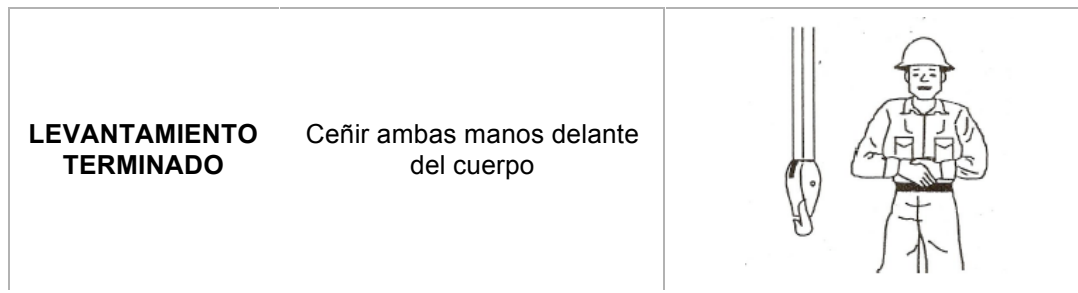 LEVANTAMIENTO
TERMINADO
Ceñir ambas manos delante
del cuerpo